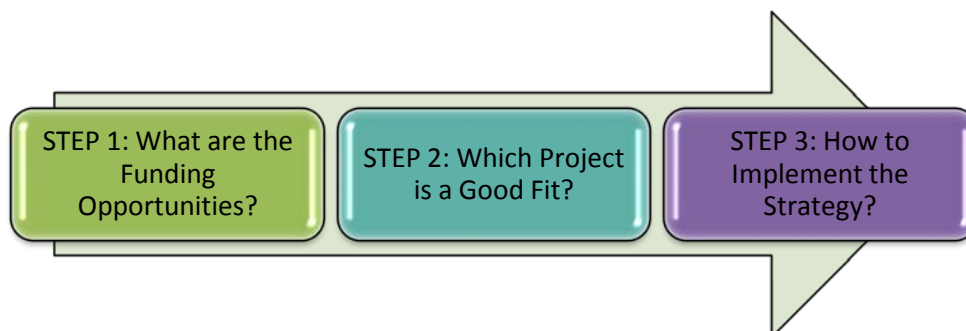 STEP 1: What are the
Funding
Opportunities?
STEP 2: Which Project
is a Good Fit?
STEP 3: How to
Implement the
Strategy?